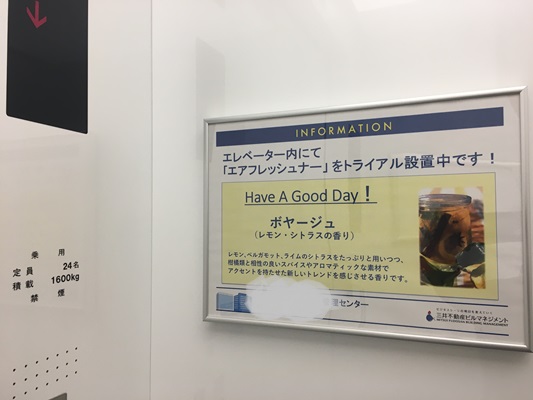 乗用
定員 24名
積載 1600kg
禁煙
INFORMATION
エレベーター内にて
「エアフレッシュナー」をトライアル設置中です！
Have A Good Day！
ボヤージュ
（レモン・シトラスの香り）
レモン、ベルガモット、ライムのシトラスをたっぷりと用いつつ、
柑橘類と相性の良いスパイスやアロマティックな素材で
アクセントを持たせた新しいトレンドを感じさせる香りです。
センター
三井不動産ビルマネジメント
MITSUI FUDOSAN BUILDING MANAGEMENT